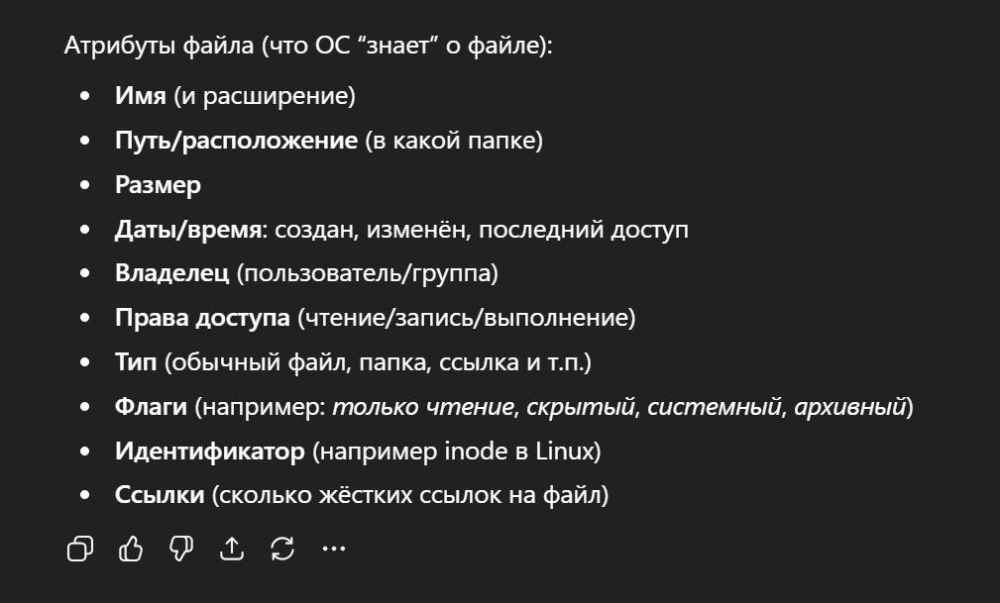 Атрибуты файла (что ОС “знает” о файле):
• Имя (и расширение)
• Путь/расположение (в какой папке)
• Размер
• Даты/время: создан, изменён, последний доступ
• Владелец (пользователь/группа)
• Права доступа (чтение/запись/выполнение)
• Тип (обычный файл, папка, ссылка и т.п.)
• Флаги (например: только чтение, скрытый, системный, архивный)
• Идентификатор (например inode в Linux)
• Ссылки (сколько жёстких ссылок на файл)